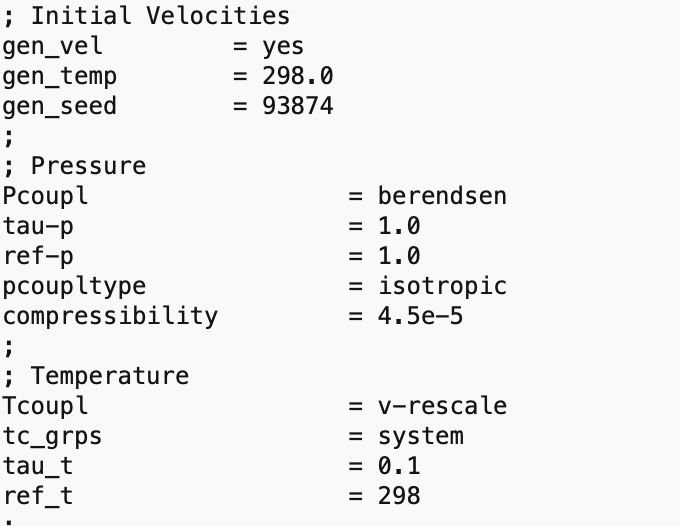 ; Initial Velocities
gen_vel         = yes
gen_temp        = 298.0
gen_seed        = 93874
;
; Pressure
Pcoupl                  = berendsen
tau-p                   = 1.0
ref-p                   = 1.0
pcoupltype              = isotropic
compressibility         = 4.5e-5
;
; Temperature
Tcoupl                  = v-rescale
tc_grps                 = system
tau_t                   = 0.1
ref_t                   = 298
;